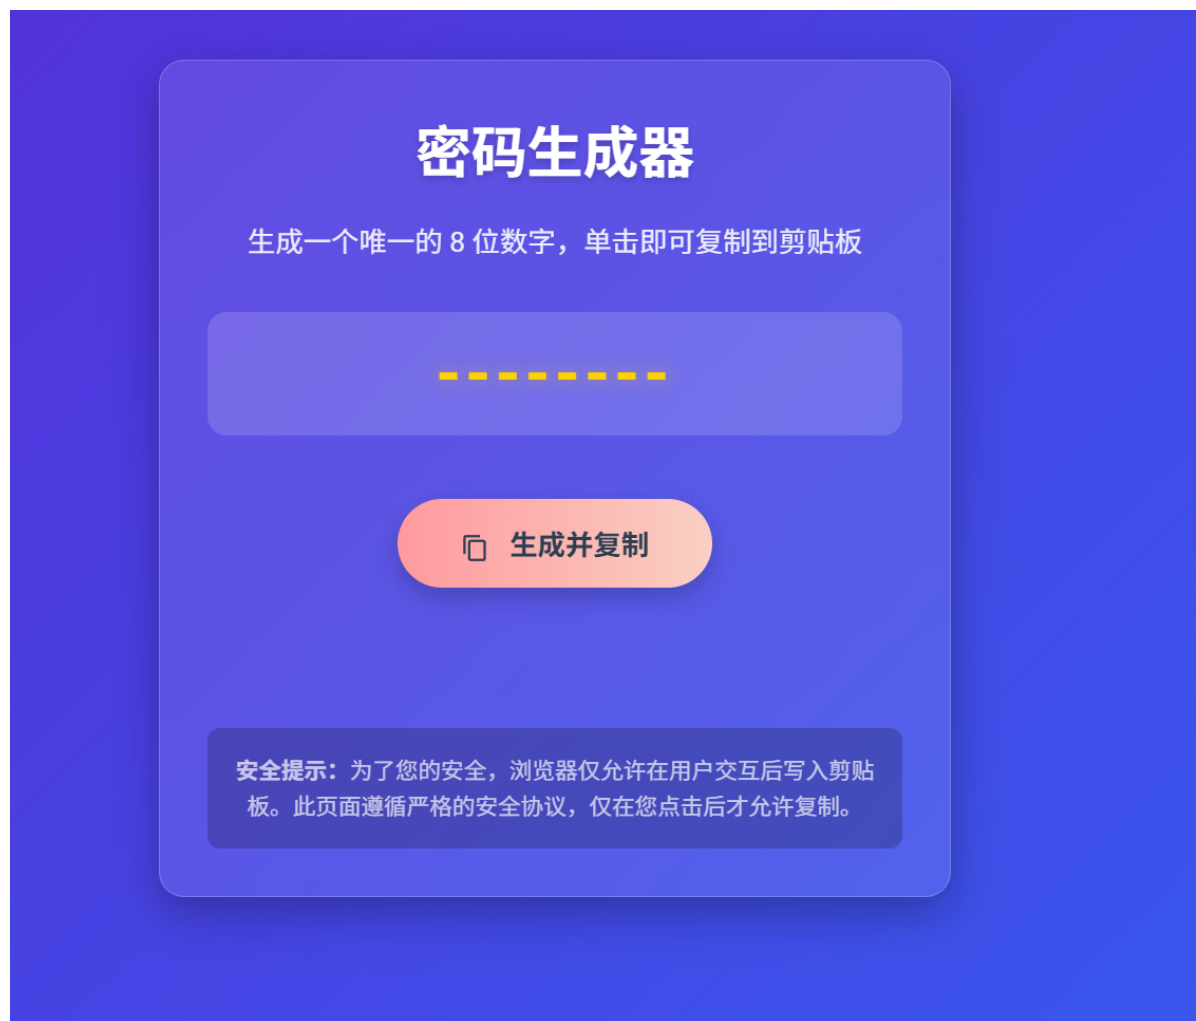 密码生成器
生成一个唯一的 8 位数字，单击即可复制到剪贴板
--------
生成并复制
安全提示：为了您的安全，浏览器仅允许在用户交互后写入剪贴
板。此页面遵循严格的安全协议，仅在您点击后才允许复制。